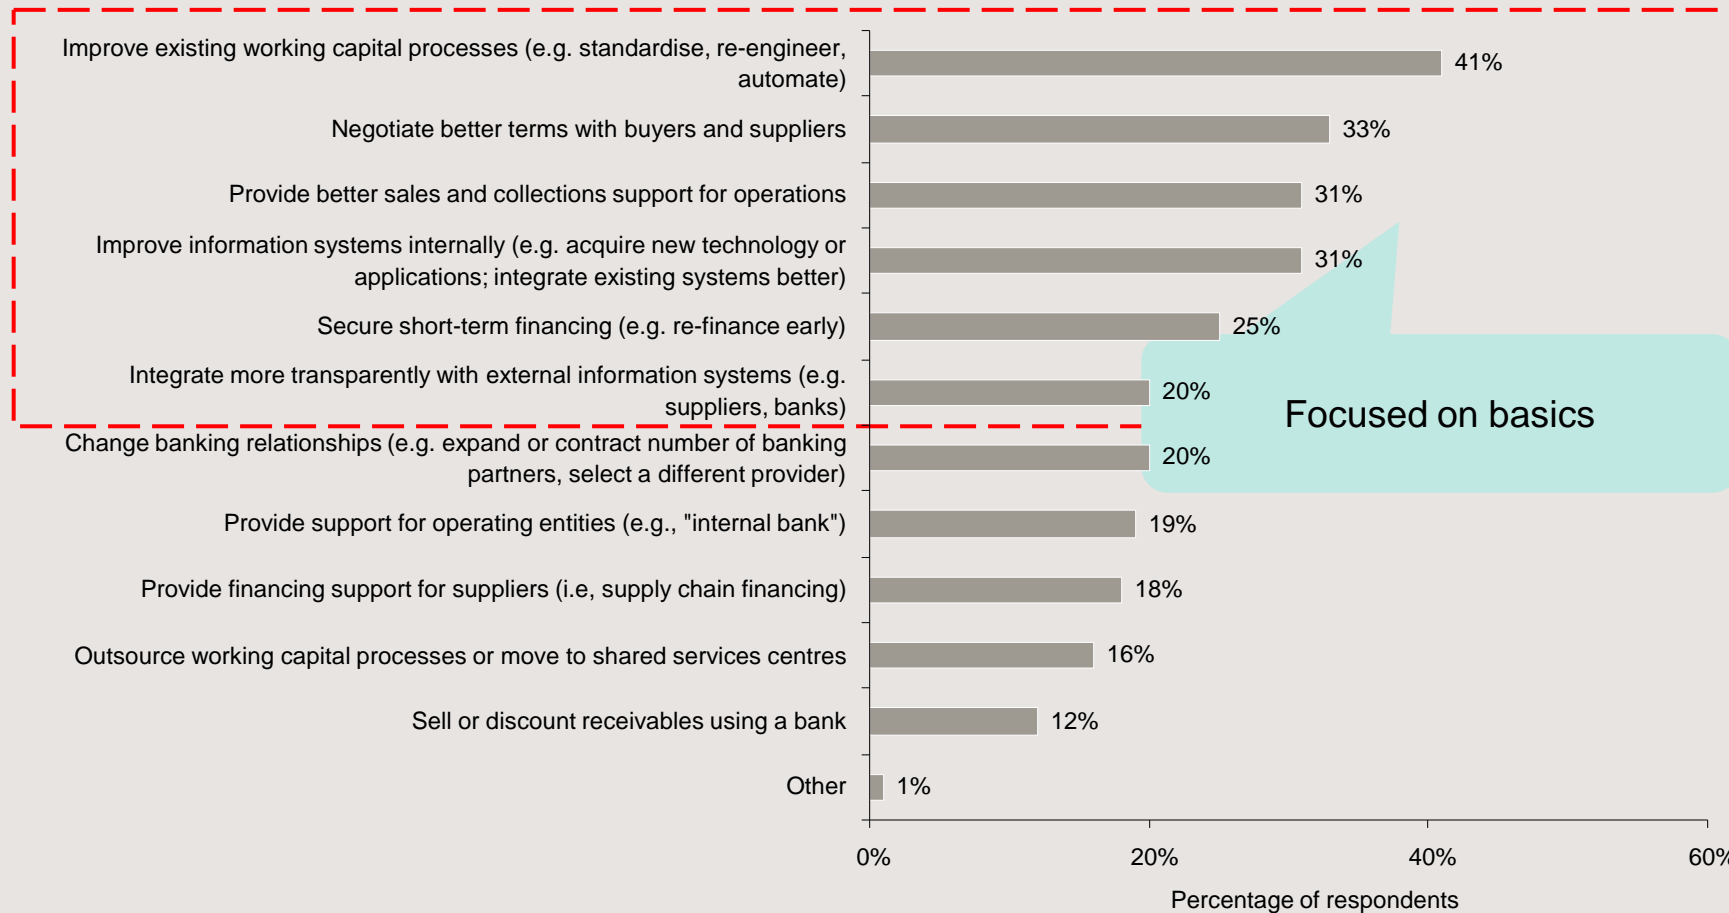 Improve existing working capital processes (e.g. standardise, re-engineer,
automate)
41%
Negotiate better terms with buyers and suppliers
33%
Provide better sales and collections support for operations
31%
Improve information systems internally (e.g. acquire new technology or
applications; integrate existing systems better)
31%
Secure short-term financing (e.g. re-finance early)
25%
Integrate more transparently with external information systems (e.g.
suppliers, banks)
20%
Focused on basics
Change banking relationships (e.g. expand or contract number of banking
partners, select a different provider)
20%
Provide support for operating entities (e.g., "internal bank")
19%
Provide financing support for suppliers (i.e, supply chain financing)
18%
Outsource working capital processes or move to shared services centres
16%
Sell or discount receivables using a bank
12%
Other
1%
0% 20% 40% 60%
Percentage of respondents